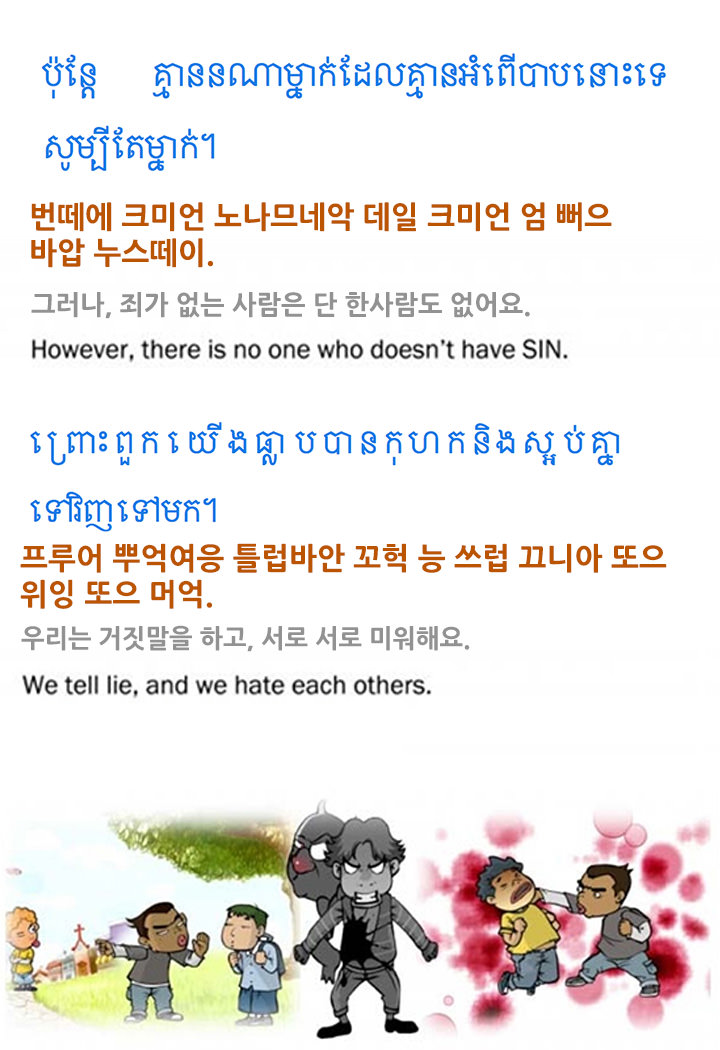 ប៉ុន្តែ គ្មាននណាម្នាក់ដែលគ្មានអំពើបាបនោះទេ
សូម្បីតែម្នាក់។
번떼에 크미언 노나므네악 데일 크미언 엄 뻐으
바압 누스떼이.
그러나, 죄가 없는 사람은 단 한사람도 없어요.
However, there is no one who doesn't have SIN.
ព្រោះពួកយើងធ្លាបបានកុហកនិងស្អប់គ្នា
ទៅវិញទៅមក។
프루어 뿌억여응 틀럽바안 꼬헉 능 쓰럽 끄니아 또으
위잉 또으 머억.
우리는 거짓말을 하고, 서로 서로 미워해요.
We tell lie, and we hate each others.